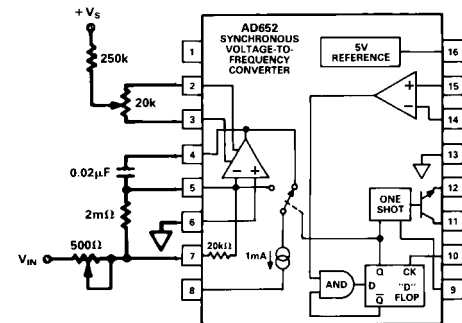 + VS
250k
20k
0.02µF
2mΩ
500Ω
VIN
AD652
SYNCHRONOUS
VOLTAGE-TO-
FREQUENCY
CONVERTER
5V
REFERENCE
1
2
3
4
5
6
7
8
16
15
14
13
12
11
10
9
+
−
−
+
20kΩ
1mA
ONE
SHOT
AND
Q
CK
D
"D"
FLOP
Q̅